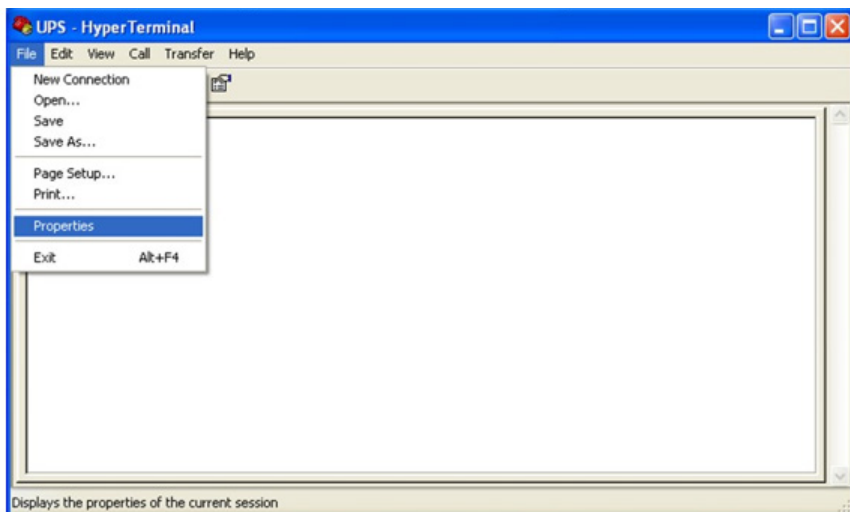 UPS - HyperTerminal
File Edit View Call Transfer Help
New Connection
Open...
Save
Save As...
Page Setup...
Print...
Properties
Exit Alt+F4
Displays the properties of the current session